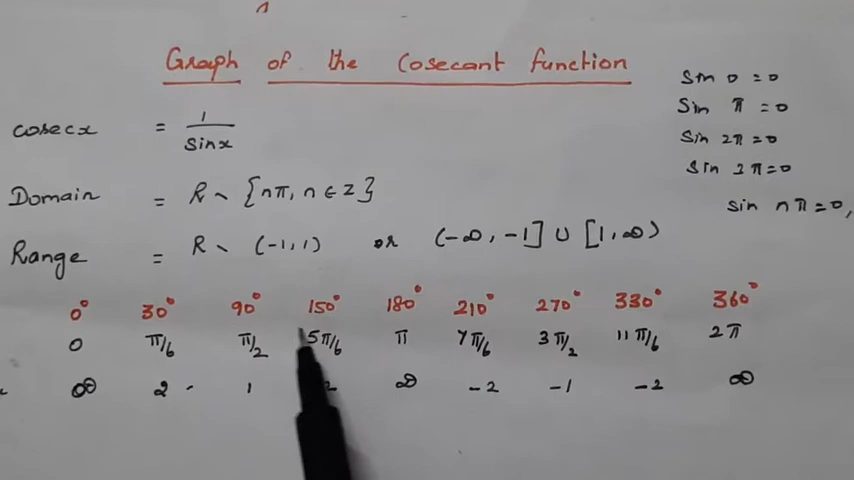 Graph of the Cosecant function
cosecx = 1/sinx
Domain = R \ {nπ, n ∈ Z}
Range = R \ (-1,1) or (-∞, -1] ∪ [1, ∞)
sin 0 = 0
Sin π = 0
Sin 2π = 0
Sin 3π = 0
sin nπ = 0,
0° 30° 90° 150° 180° 210° 270° 330° 360°
0 π/6 π/2 5π/6 π 7π/6 3π/2 11π/6 2π
∞ 2 1 2 ∞ -2 -1 -2 ∞